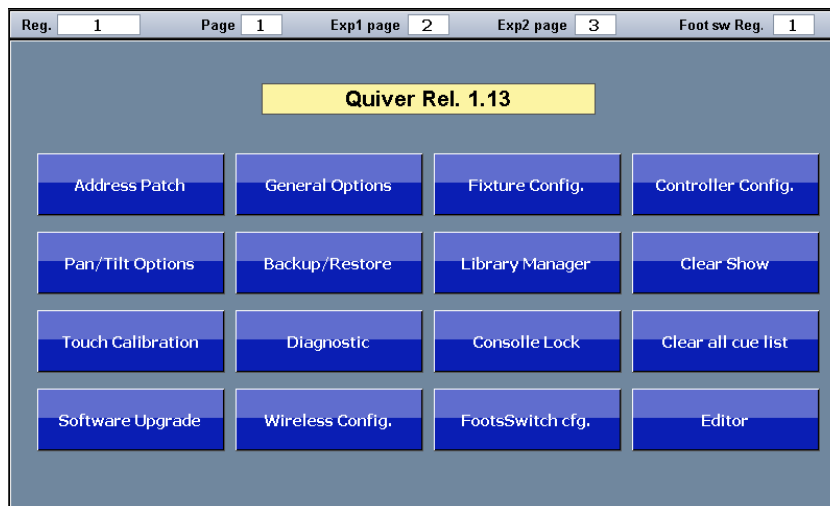 Reg. 1 Page 1 Exp1 page 2 Exp2 page 3 Foot sw Reg. 1
Quiver Rel. 1.13
Address Patch General Options Fixture Config. Controller Config.
Pan/Tilt Options Backup/Restore Library Manager Clear Show
Touch Calibration Diagnostic Consolle Lock Clear all cue list
Software Upgrade Wireless Config. FootsSwitch cfg. Editor